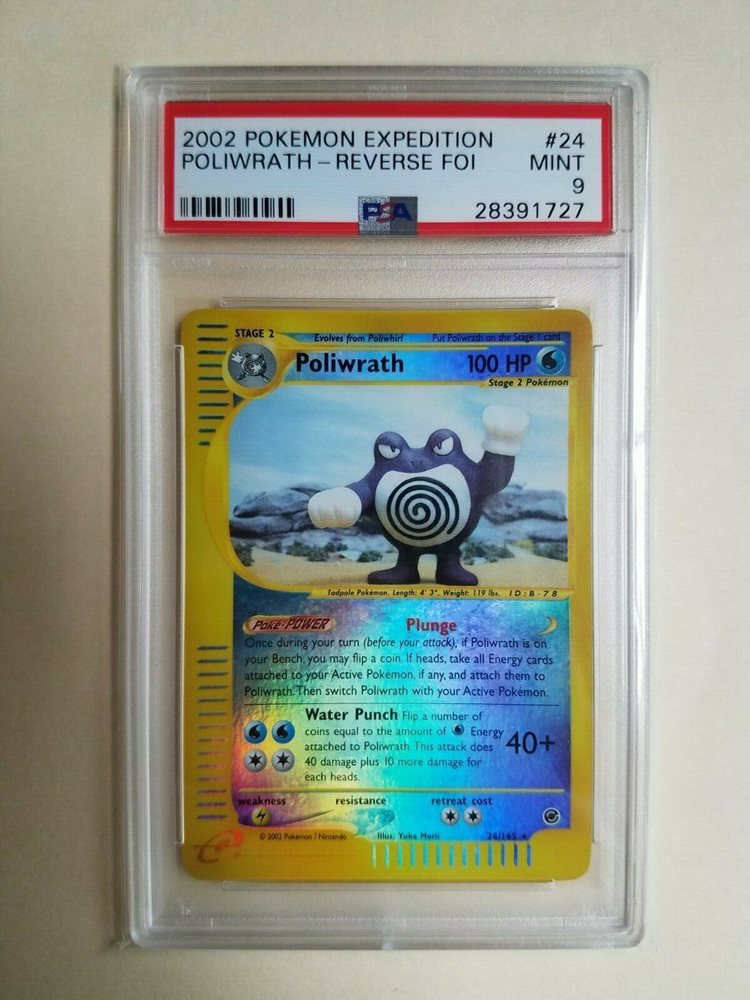 2002 POKEMON EXPEDITION #24
POLIWRATH - REVERSE FOI MINT
9
PSA 28391727
STAGE 2 Evolves from Poliwhirl Put Poliwrath on the Stage 1 card
Poliwrath 100 HP
Stage 2 Pokémon
Tadpole Pokémon. Length: 4' 3", Weight: 119 lbs. ID: B-78
Poké-POWER Plunge
Once during your turn (before your attack), if Poliwrath is on
your Bench, you may flip a coin. If heads, take all Energy cards
attached to your Active Pokémon, if any, and attach them to
Poliwrath. Then switch Poliwrath with your Active Pokémon.
Water Punch Flip a number of
coins equal to the amount of Energy
attached to Poliwrath. This attack does
40 damage plus 10 more damage for
each heads.
40+
weakness resistance retreat cost
© 2002 Pokémon / Nintendo Illus. Yuka Morii 24/165 ★
e